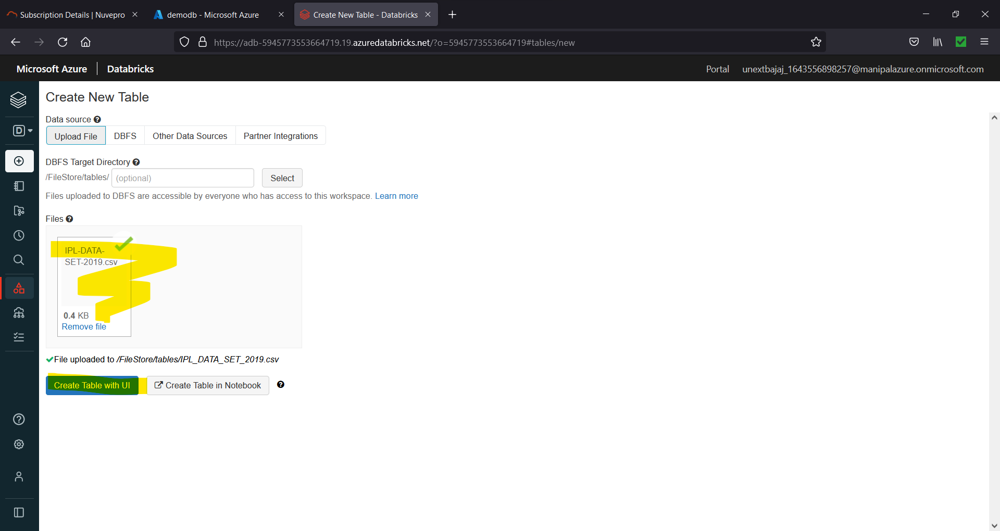 Subscription Details | Nuvepro
demodb - Microsoft Azure
Create New Table - Databricks
https://adb-5945773553664719.19.azuredatabricks.net/?o=5945773553664719#tables/new
Microsoft Azure | Databricks
Portal
unextbajaj_1643556898257@manipalazure.onmicrosoft.com
D
Create New Table
Data source
Upload File
DBFS
Other Data Sources
Partner Integrations
DBFS Target Directory
/FileStore/tables/
(optional)
Select
Files uploaded to DBFS are accessible by everyone who has access to this workspace. Learn more
Files
IPL-DATA-
SET-2019.csv
0.4 KB
Remove file
File uploaded to /FileStore/tables/IPL_DATA_SET_2019.csv
Create Table with UI
Create Table in Notebook